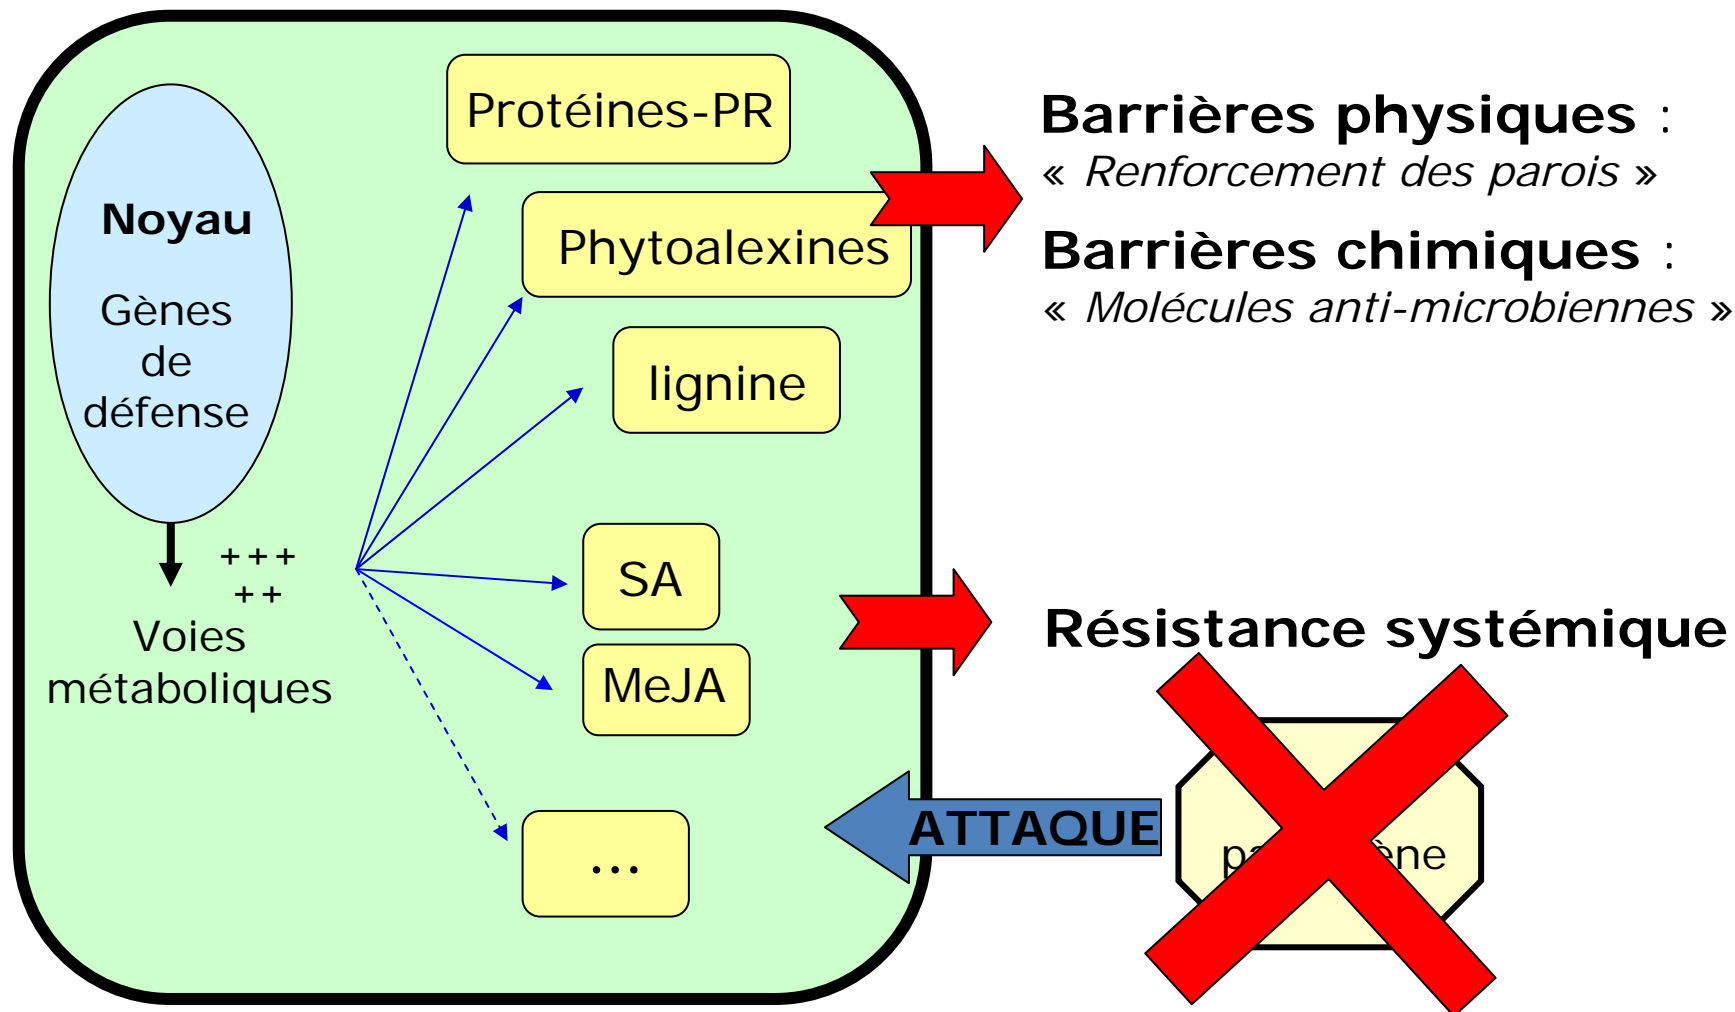 Protéines-PR
Barrières physiques :
« Renforcement des parois »
Noyau
Phytoalexines
Barrières chimiques :
« Molécules anti-microbiennes »
Gènes
de
défense
lignine
+++
++
SA
Voies
métaboliques
MeJA
Résistance systémique
ATTAQUE
...